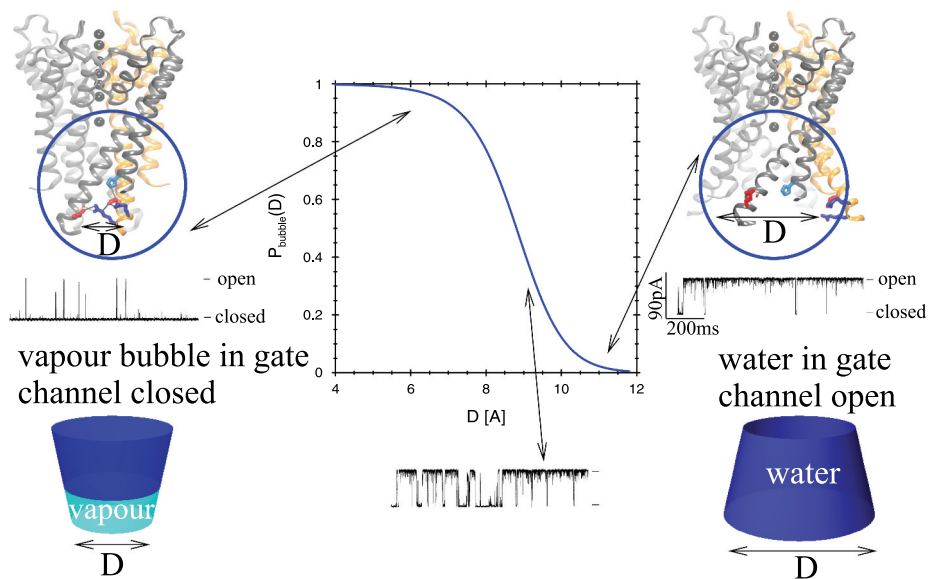 D
open
closed
vapour bubble in gate
channel closed
vapour
D
1
0.8
0.6
0.4
0.2
0
4
6
8
10
12
P_bubble(D)
D [A]
D
90pA
200ms
open
closed
water in gate
channel open
water
D